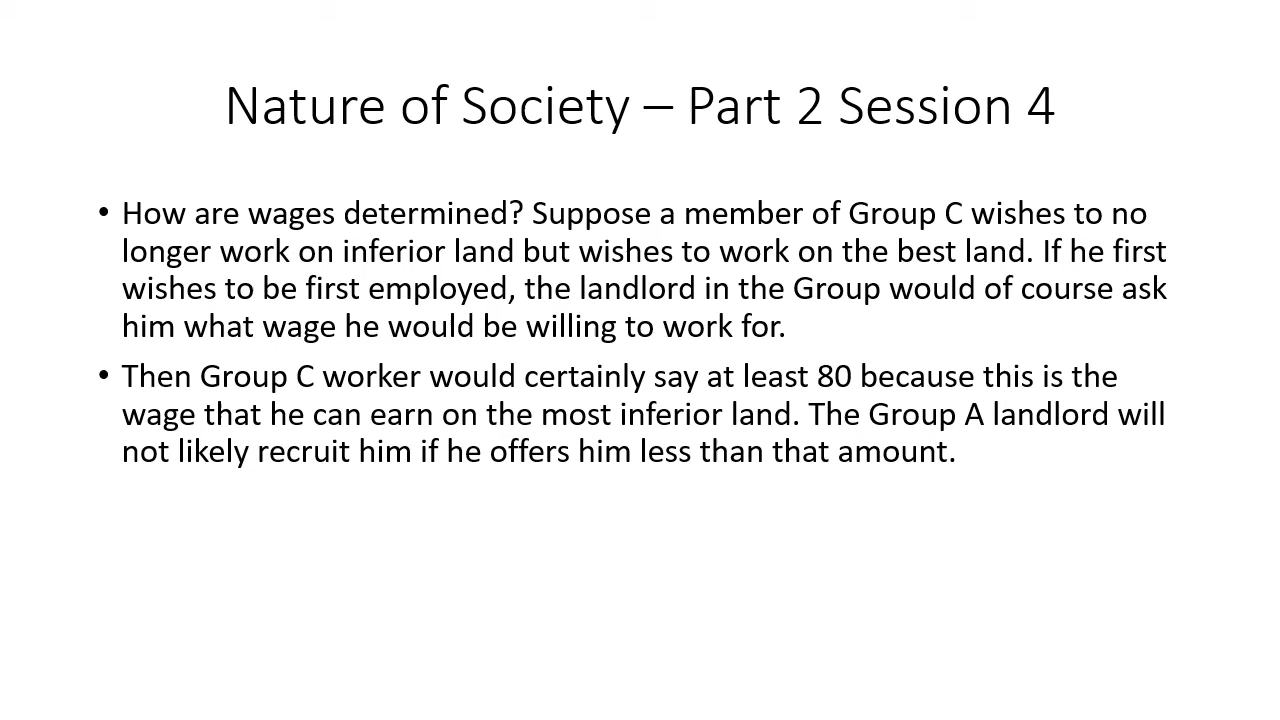 Nature of Society – Part 2 Session 4
• How are wages determined? Suppose a member of Group C wishes to no
longer work on inferior land but wishes to work on the best land. If he first
wishes to be first employed, the landlord in the Group would of course ask
him what wage he would be willing to work for.
• Then Group C worker would certainly say at least 80 because this is the
wage that he can earn on the most inferior land. The Group A landlord will
not likely recruit him if he offers him less than that amount.